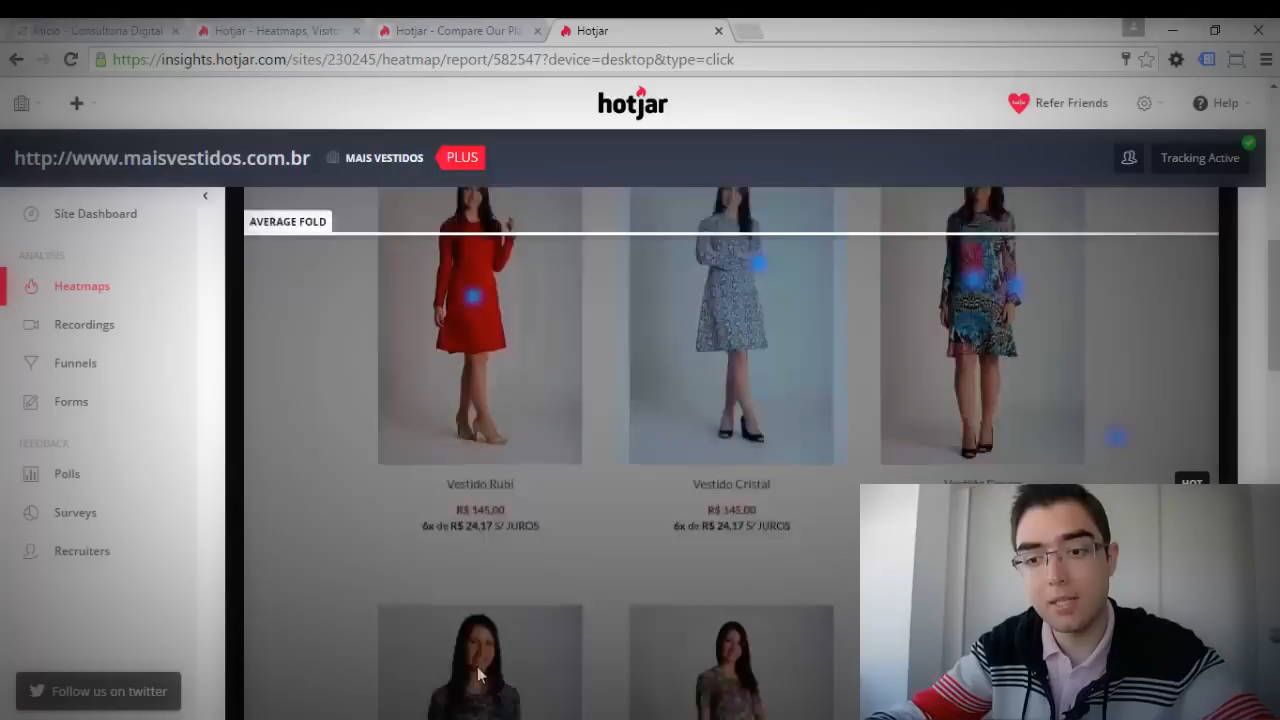 Início - Consultoria Digital
Hotjar - Heatmaps, Visito
Hotjar - Compare Our Pla
Hotjar
https://insights.hotjar.com/sites/230245/heatmap/report/582547?device=desktop&type=click
hotjar
Refer Friends
Help
http://www.maisvestidos.com.br
MAIS VESTIDOS
PLUS
Tracking Active
Site Dashboard
AVERAGE FOLD
ANALYSIS
Heatmaps
Recordings
Funnels
Forms
FEEDBACK
Polls
Surveys
Recruiters
Vestido Rubi
Vestido Cristal
Vestido
HOT
R$ 145,00
R$ 145,00
6x de R$ 24,17 S/ JUROS
6x de R$ 24,17 S/ JUROS
Follow us on twitter